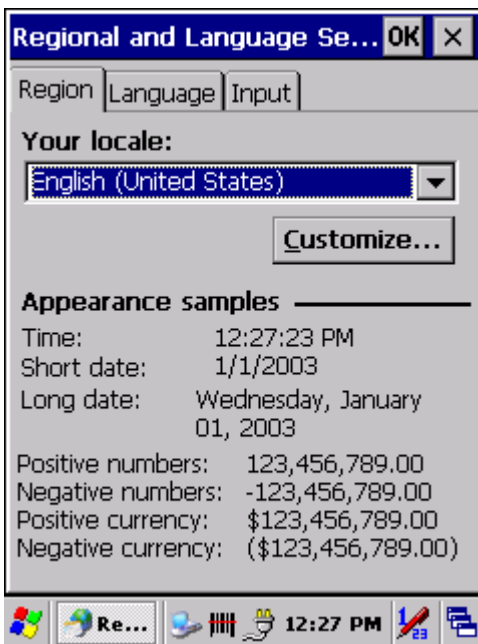 Regional and Language Se... OK ×
Region Language Input
Your locale:
English (United States)
Customize...
Appearance samples
Time: 12:27:23 PM
Short date: 1/1/2003
Long date: Wednesday, January
01, 2003
Positive numbers: 123,456,789.00
Negative numbers: -123,456,789.00
Positive currency: $123,456,789.00
Negative currency: ($123,456,789.00)
Re... 12:27 PM 1/23